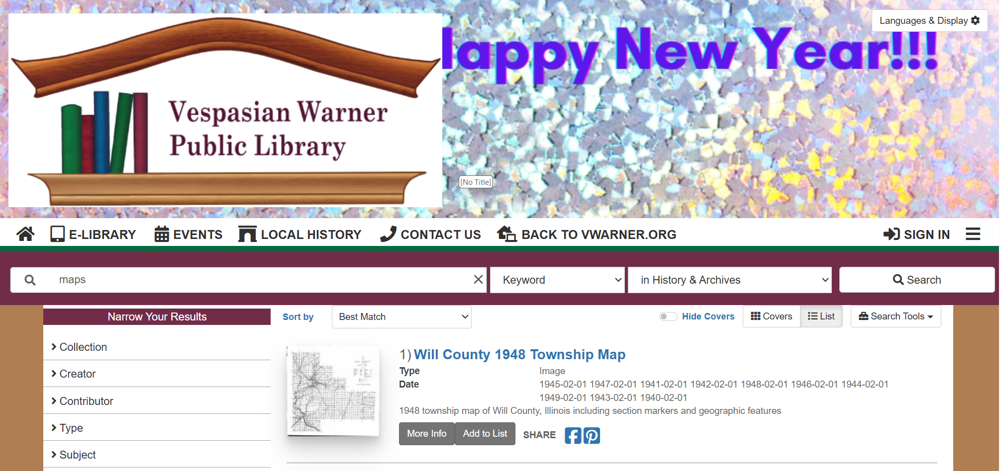 Languages & Display
Happy New Year!!!
Vespasian Warner
Public Library
[No Title]
E-LIBRARY
EVENTS
LOCAL HISTORY
CONTACT US
BACK TO VWARNER.ORG
SIGN IN
maps
Keyword
in History & Archives
Search
Narrow Your Results
Collection
Creator
Contributor
Type
Subject
Sort by
Best Match
Hide Covers
Covers
List
Search Tools
1) Will County 1948 Township Map
Type Image
Date 1945-02-01 1947-02-01 1941-02-01 1942-02-01 1948-02-01 1946-02-01 1944-02-01
1949-02-01 1943-02-01 1940-02-01
1948 township map of Will County, Illinois including section markers and geographic features
More Info
Add to List
SHARE